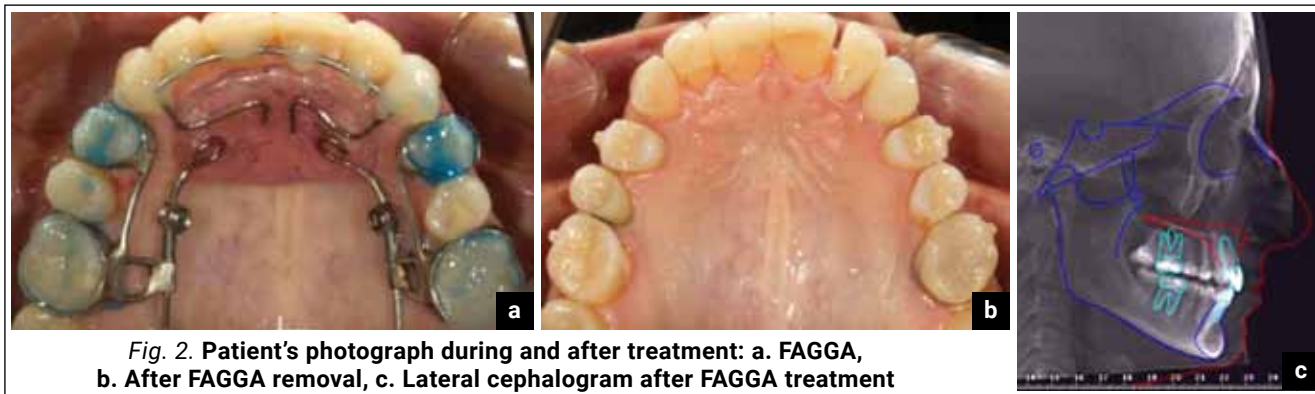 a
b
c
Fig. 2. Patient's photograph during and after treatment: a. FAGGA,
b. After FAGGA removal, c. Lateral cephalogram after FAGGA treatment